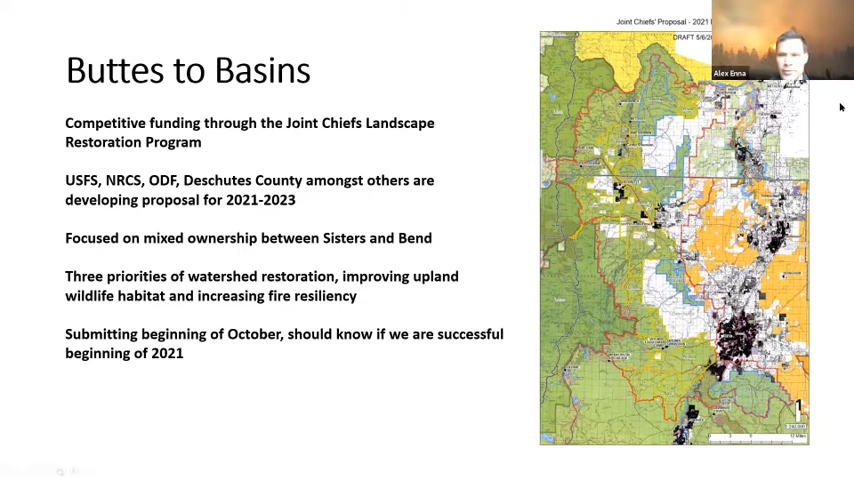 Joint Chiefs' Proposal - 2021
DRAFT 5/6/
Alex Enna
Buttes to Basins
Competitive funding through the Joint Chiefs Landscape
Restoration Program
USFS, NRCS, ODF, Deschutes County amongst others are
developing proposal for 2021-2023
Focused on mixed ownership between Sisters and Bend
Three priorities of watershed restoration, improving upland
wildlife habitat and increasing fire resiliency
Submitting beginning of October, should know if we are successful
beginning of 2021